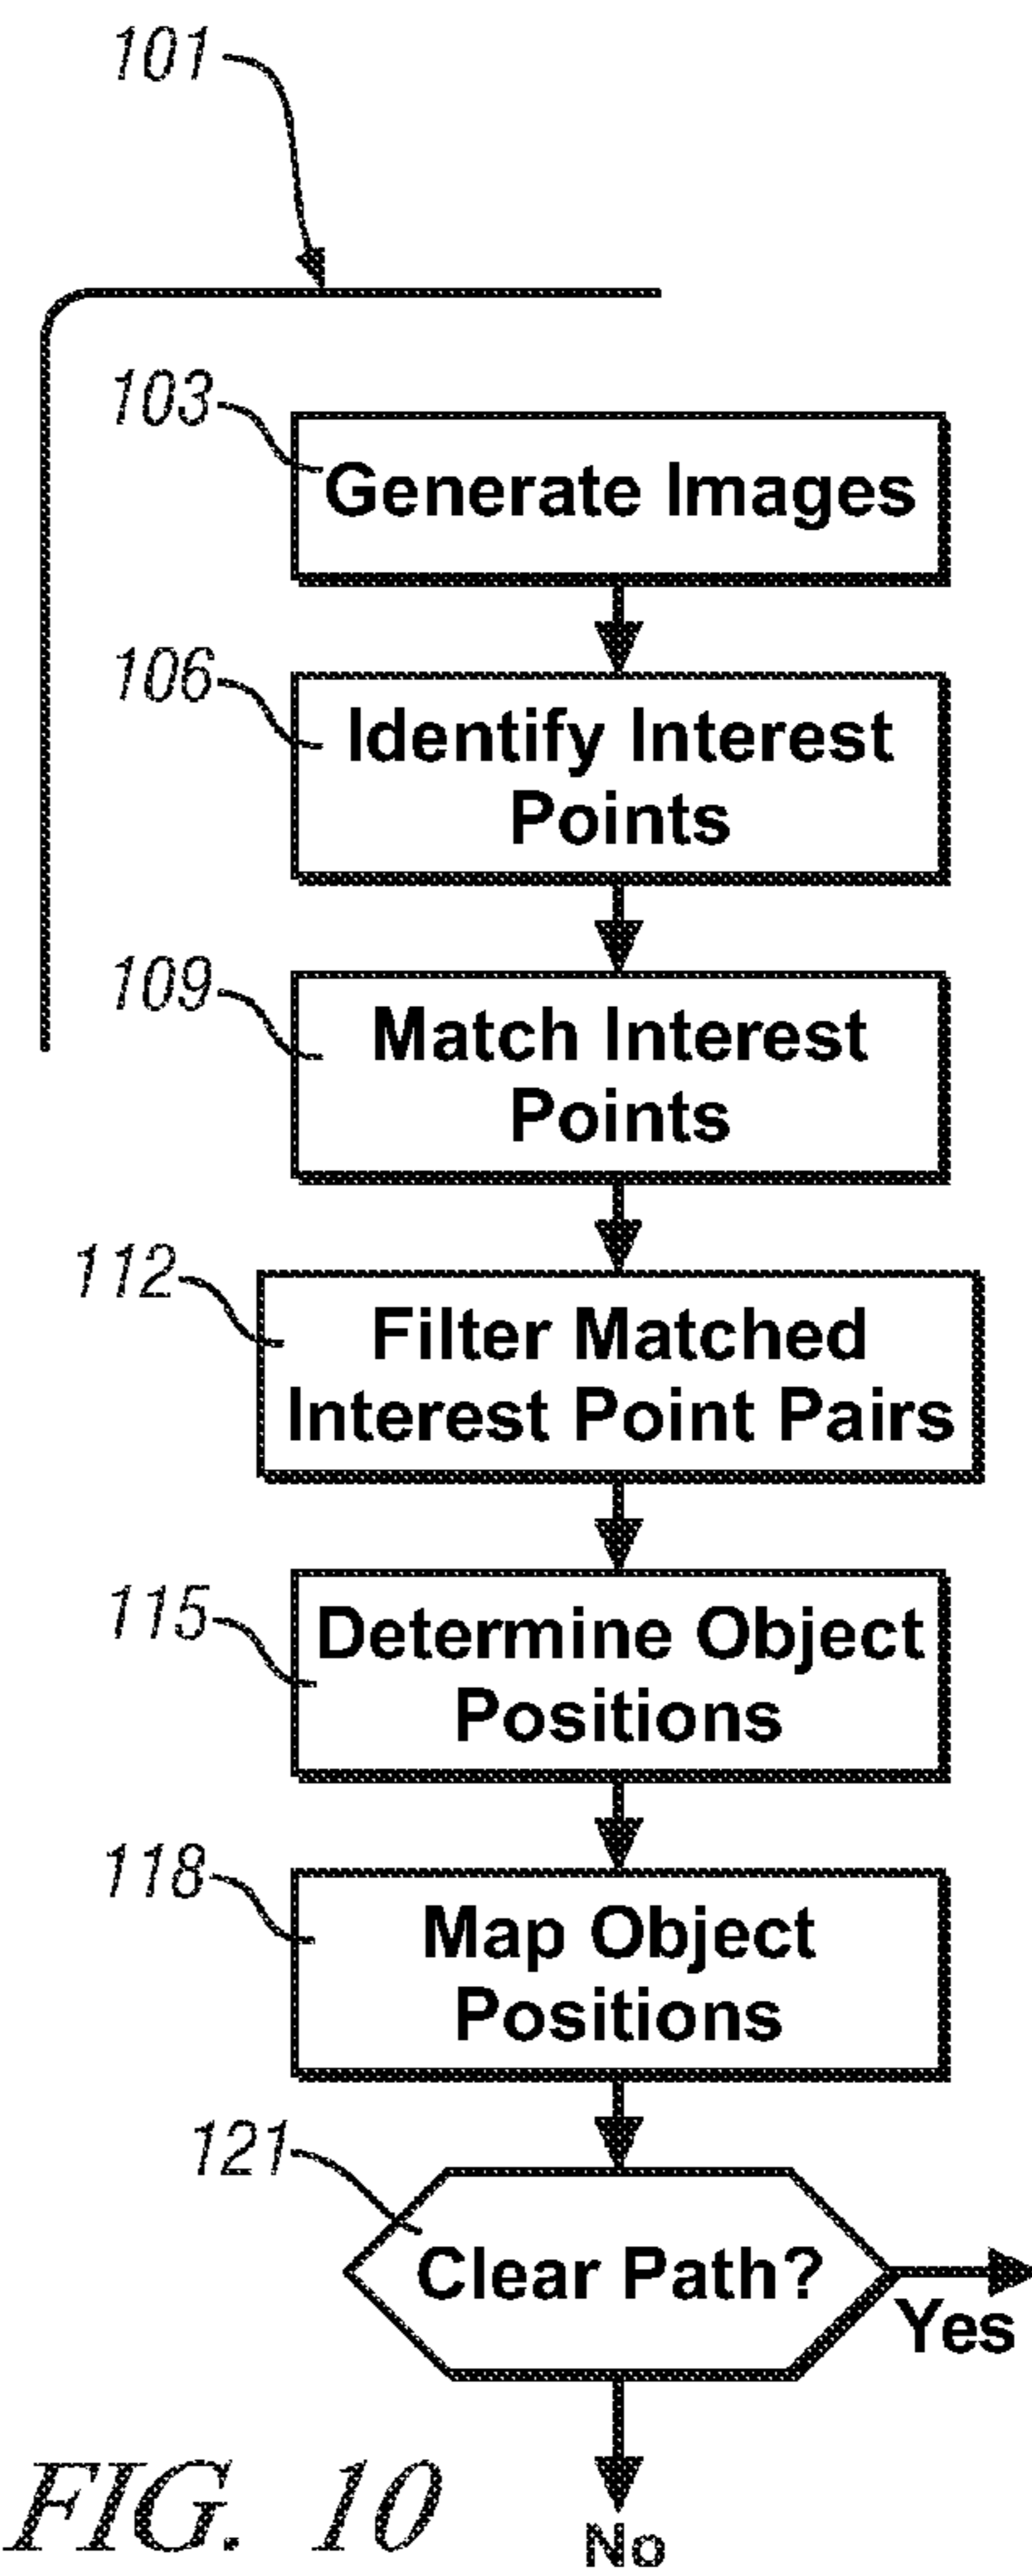 101
103
Generate Images
106
Identify Interest
Points
109
Match Interest
Points
112
Filter Matched
Interest Point Pairs
115
Determine Object
Positions
118
Map Object
Positions
121
Clear Path?
Yes
No
FIG. 10